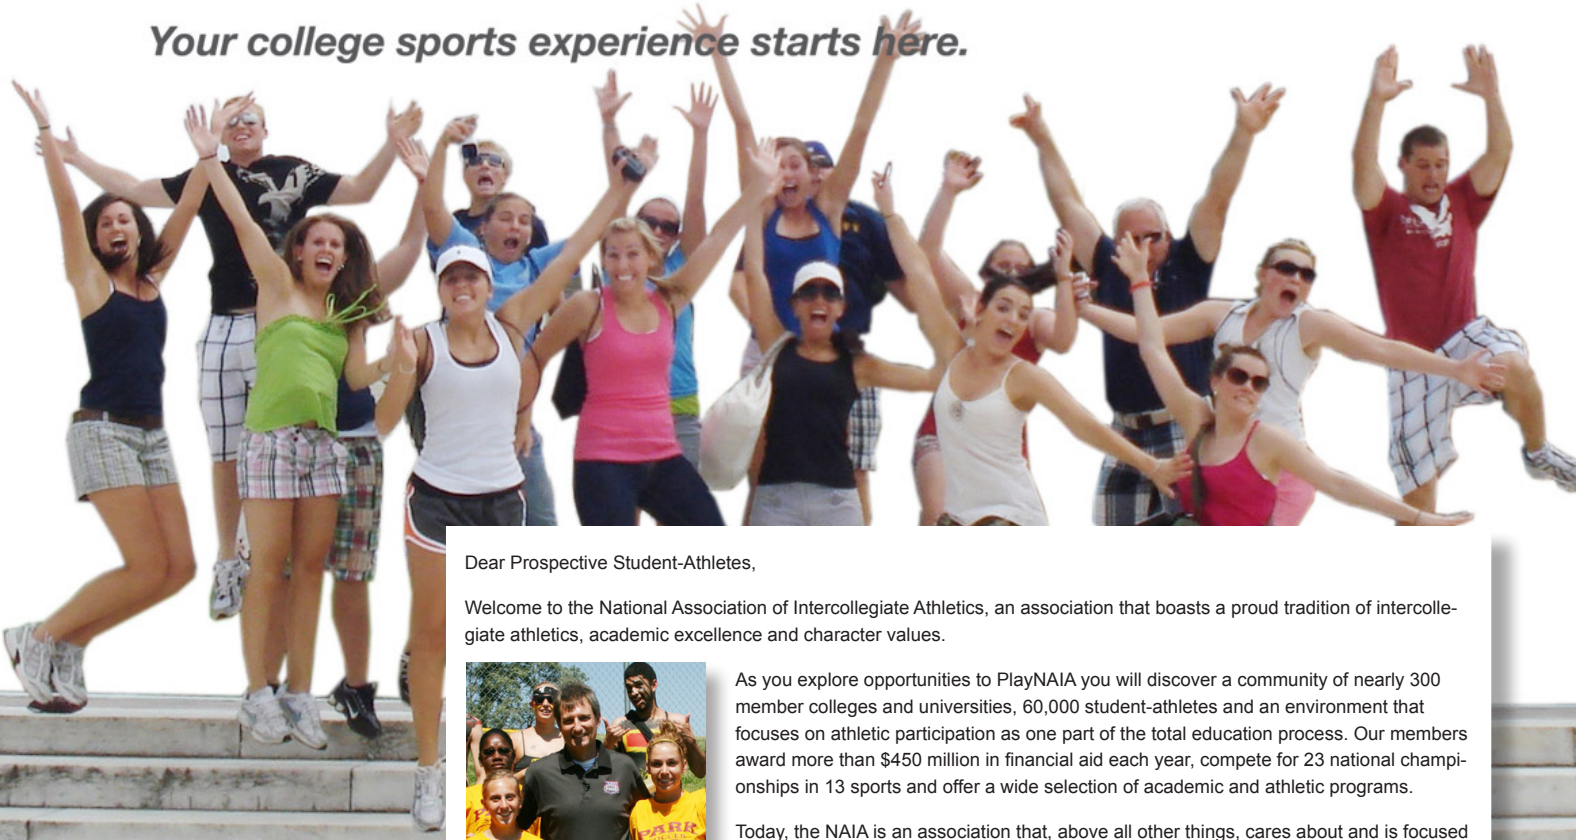 Your college sports experience starts here.
Dear Prospective Student-Athletes,
Welcome to the National Association of Intercollegiate Athletics, an association that boasts a proud tradition of intercolle-
giate athletics, academic excellence and character values.
As you explore opportunities to PlayNAIA you will discover a community of nearly 300
member colleges and universities, 60,000 student-athletes and an environment that
focuses on athletic participation as one part of the total education process. Our members
award more than $450 million in financial aid each year, compete for 23 national champi-
onships in 13 sports and offer a wide selection of academic and athletic programs.
PARK
Today, the NAIA is an association that, above all other things, cares about and is focused